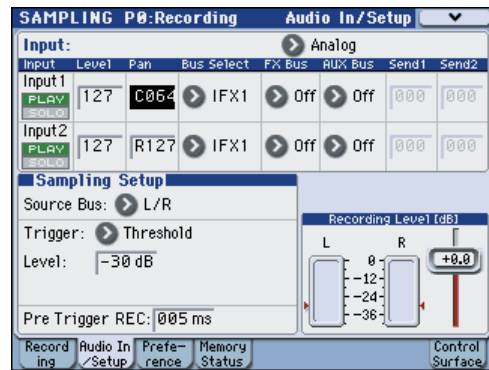 SAMPLING P0:Recording Audio In/Setup
Input: Analog
Input Level Pan Bus Select FX Bus AUX Bus Send1 Send2
Input1
PLAY 127 C064 IFX1 Off Off 000 000
SOLO
Input2
PLAY 127 R127 IFX1 Off Off 000 000
SOLO
Sampling Setup
Source Bus: L/R
Trigger: Threshold
Level: -30 dB
Pre Trigger REC: 005 ms
Recording Level [dB]
L R
0 +0.0
-12
-24
-36
Record Audio In Prefe- Memory Control
ing /Setup rence Status Surface